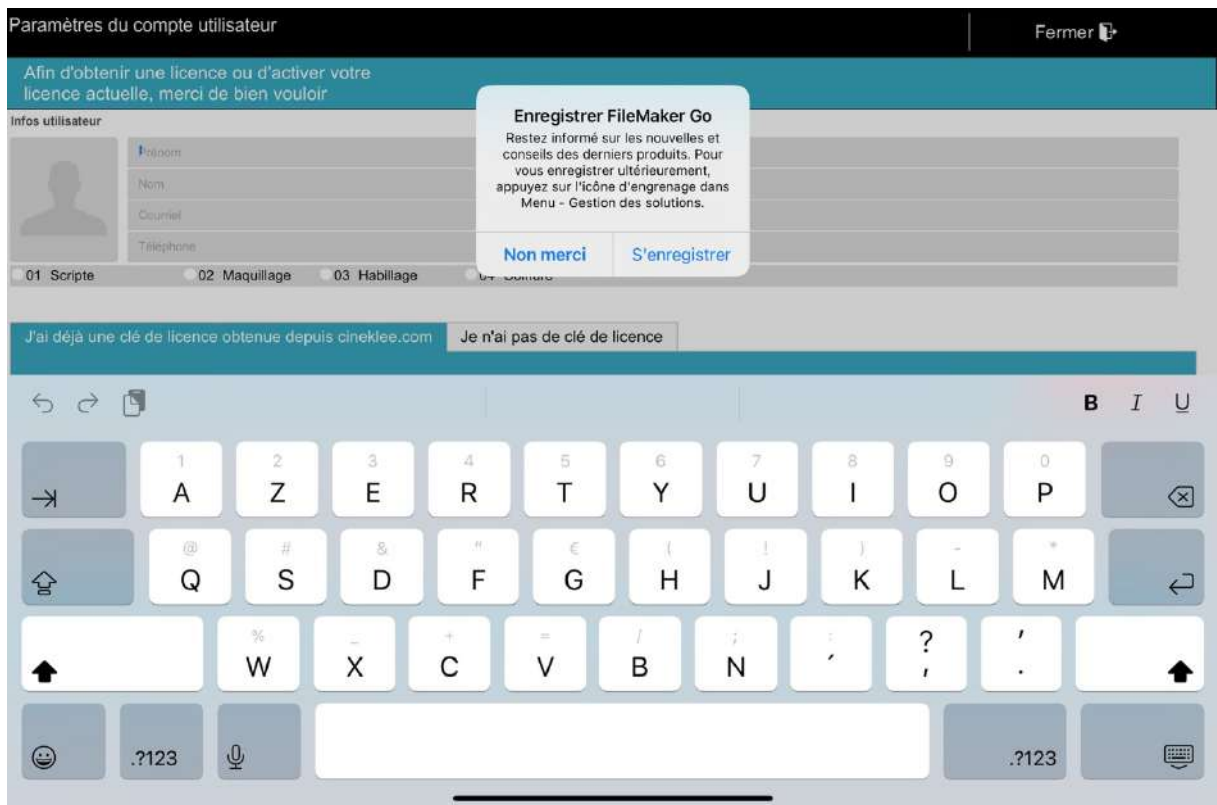 Paramètres du compte utilisateur
Fermer
Afin d'obtenir une licence ou d'activer votre
licence actuelle, merci de bien vouloir
Infos utilisateur
Prénom
Nom
Courriel
Téléphone
01 Scripte 02 Maquillage 03 Habillage
Enregistrer FileMaker Go
Restez informé sur les nouvelles et
conseils des derniers produits. Pour
vous enregistrer ultérieurement,
appuyez sur l'icône d'engrenage dans
Menu - Gestion des solutions.
Non merci S'enregistrer
J'ai déjà une clé de licence obtenue depuis cineklee.com Je n'ai pas de clé de licence
B I U
1 2 3 4 5 6 7 8 9 0
A Z E R T Y U I O P
@ # & " € ( ! ) - *
Q S D F G H J K L M
% _ + = / ; : ? '
W X C V B N ´ , .
.?123 .?123